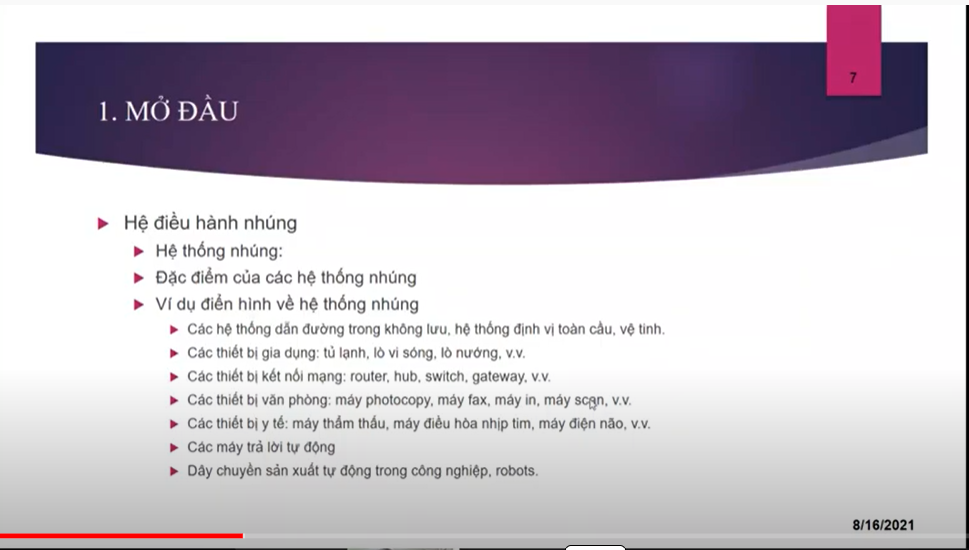 7
1. MỞ ĐẦU
Hệ điều hành nhúng
Hệ thống nhúng:
Đặc điểm của các hệ thống nhúng
Ví dụ điển hình về hệ thống nhúng
Các hệ thống dẫn đường trong không lưu, hệ thống định vị toàn cầu, vệ tinh.
Các thiết bị gia dụng: tủ lạnh, lò vi sóng, lò nướng, v.v.
Các thiết bị kết nối mạng: router, hub, switch, gateway, v.v.
Các thiết bị văn phòng: máy photocopy, máy fax, máy in, máy scan, v.v.
Các thiết bị y tế: máy thẩm thấu, máy điều hòa nhịp tim, máy điện não, v.v.
Các máy trả lời tự động
Dây chuyền sản xuất tự động trong công nghiệp, robots.
8/16/2021